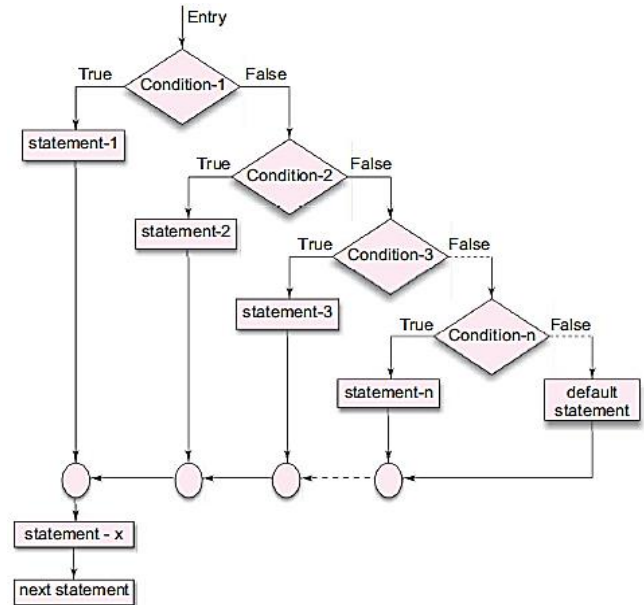 Entry
True
Condition-1
False
statement-1
True
Condition-2
False
statement-2
True
Condition-3
False
statement-3
True
Condition-n
False
statement-n
default
statement
statement - x
next statement